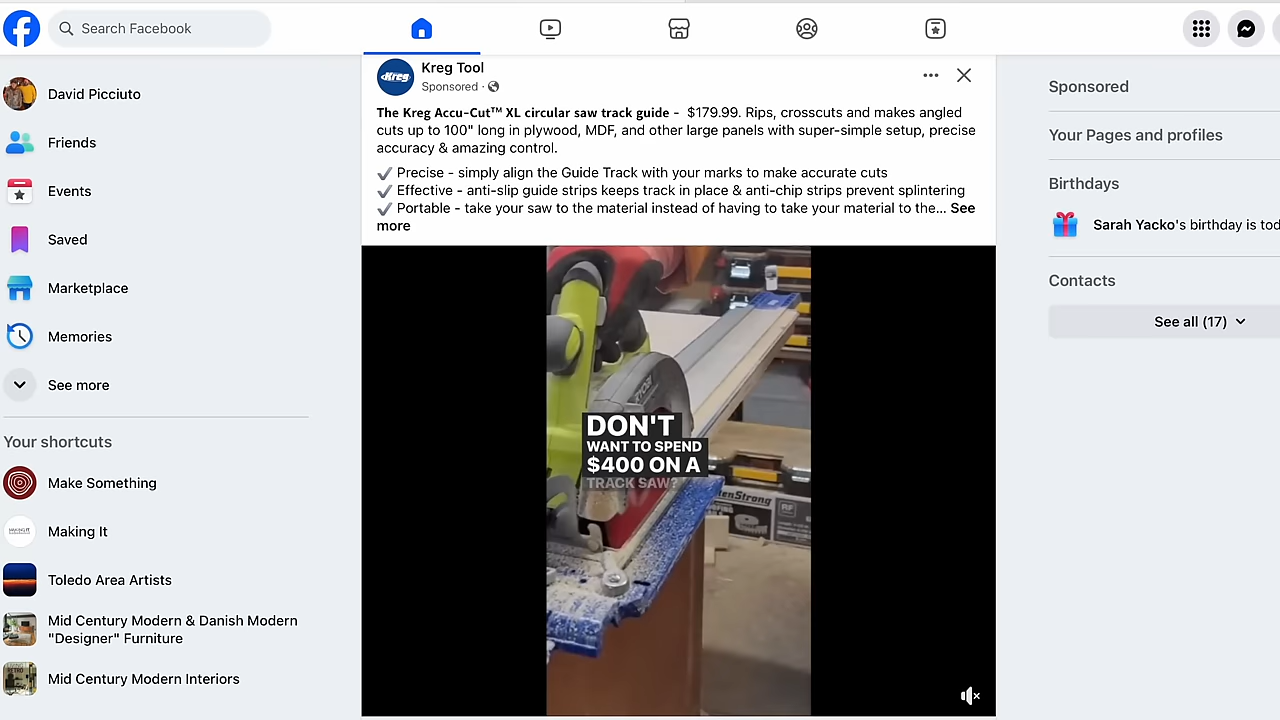 Search Facebook
David Picciuto
Friends
Events
Saved
Marketplace
Memories
See more
Your shortcuts
Make Something
Making It
Toledo Area Artists
Mid Century Modern & Danish Modern
"Designer" Furniture
Mid Century Modern Interiors
Kreg
Kreg Tool
Sponsored ·
The Kreg Accu-Cut™ XL circular saw track guide - $179.99. Rips, crosscuts and makes angled
cuts up to 100" long in plywood, MDF, and other large panels with super-simple setup, precise
accuracy & amazing control.
✔ Precise - simply align the Guide Track with your marks to make accurate cuts
✔ Effective - anti-slip guide strips keeps track in place & anti-chip strips prevent splintering
✔ Portable - take your saw to the material instead of having to take your material to the... See
more
RYOBI
DON'T
WANT TO SPEND
$400 ON A
TRACK SAW?
Sponsored
Your Pages and profiles
Birthdays
Sarah Yacko's birthday is tod
Contacts
See all (17)